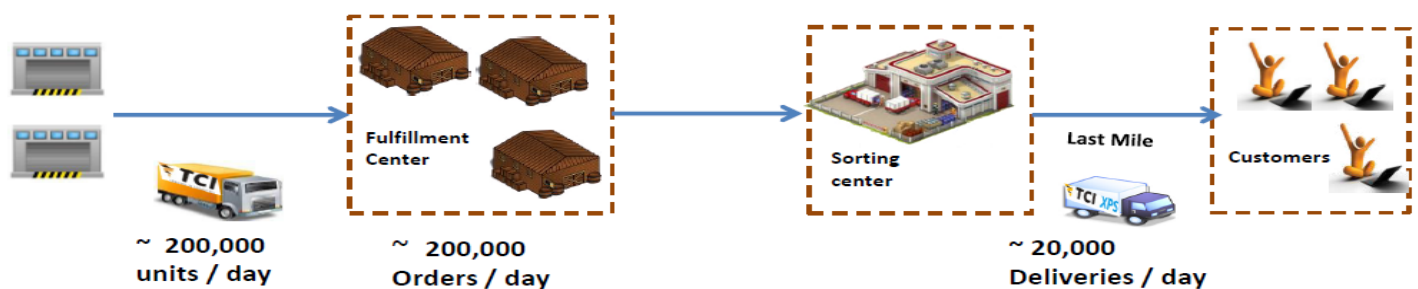 Fulfillment
Center
Sorting
center
Last Mile
Customers
TCI
TCI XPS
~ 200,000
units / day
~ 200,000
Orders / day
~ 20,000
Deliveries / day